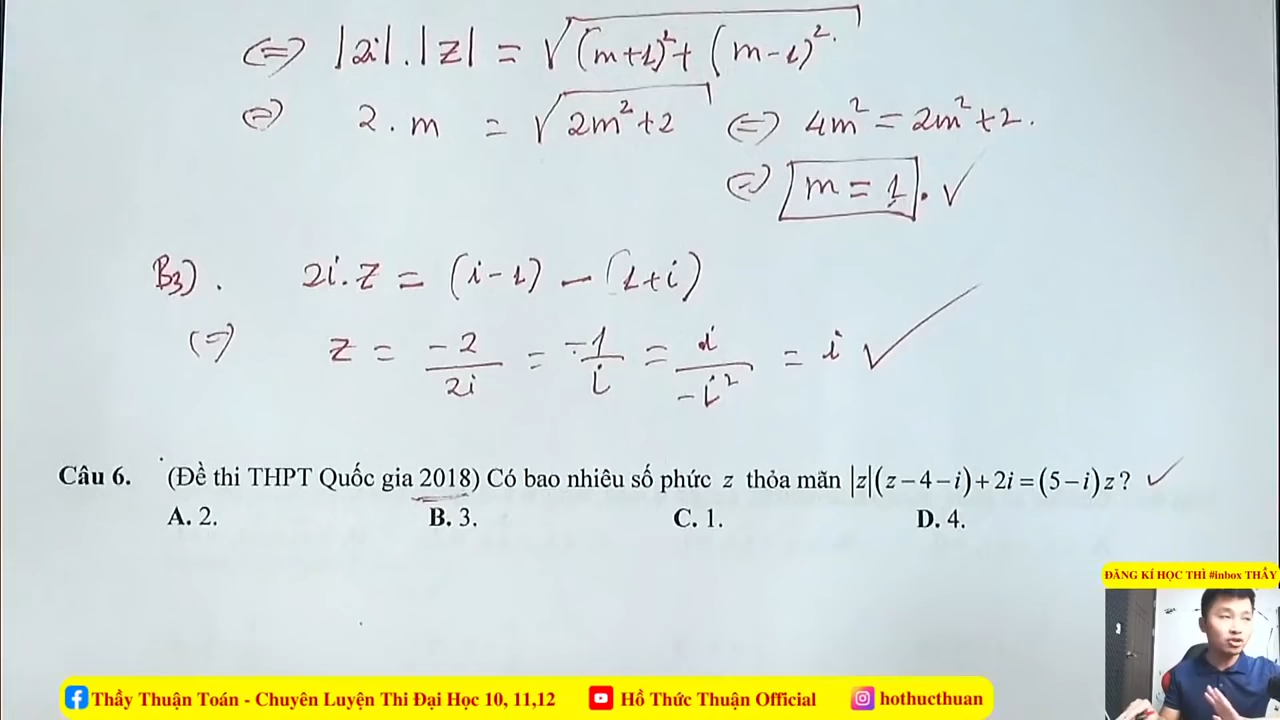 ⇔ |2i|.|z| = √((m+1)²+(m-1)².
⇔ 2.m = √(2m²+2) ⇔ 4m² = 2m²+2.
⇔ m = 1. ✓
B3). 2i.z = (i-1) - (1+i)
(⇒) z = -2/2i = -1/i = i/-i² = i ✓
Câu 6. (Đề thi THPT Quốc gia 2018) Có bao nhiêu số phức z thỏa mãn |z|(z-4-i)+2i=(5-i)z? ✓
A. 2. B. 3. C. 1. D. 4.
ĐĂNG KÍ HỌC THÌ #inbox THẦY
Thầy Thuận Toán - Chuyên Luyện Thi Đại Học 10, 11,12 Hồ Thức Thuận Official hothucthuan